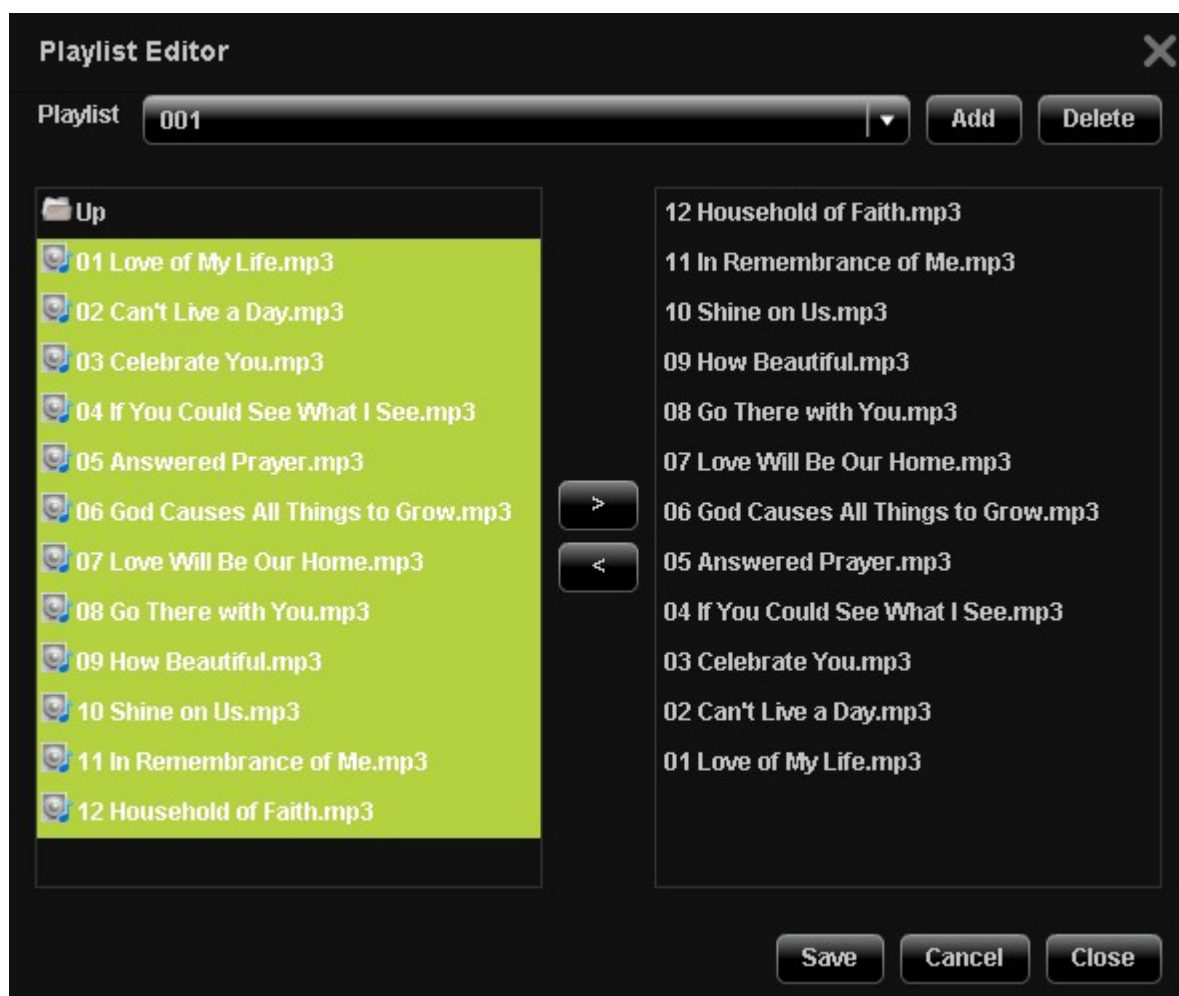 Playlist Editor
Playlist 001 Add Delete
Up
01 Love of My Life.mp3
02 Can't Live a Day.mp3
03 Celebrate You.mp3
04 If You Could See What I See.mp3
05 Answered Prayer.mp3
06 God Causes All Things to Grow.mp3
07 Love Will Be Our Home.mp3
08 Go There with You.mp3
09 How Beautiful.mp3
10 Shine on Us.mp3
11 In Remembrance of Me.mp3
12 Household of Faith.mp3
>
<
12 Household of Faith.mp3
11 In Remembrance of Me.mp3
10 Shine on Us.mp3
09 How Beautiful.mp3
08 Go There with You.mp3
07 Love Will Be Our Home.mp3
06 God Causes All Things to Grow.mp3
05 Answered Prayer.mp3
04 If You Could See What I See.mp3
03 Celebrate You.mp3
02 Can't Live a Day.mp3
01 Love of My Life.mp3
Save Cancel Close